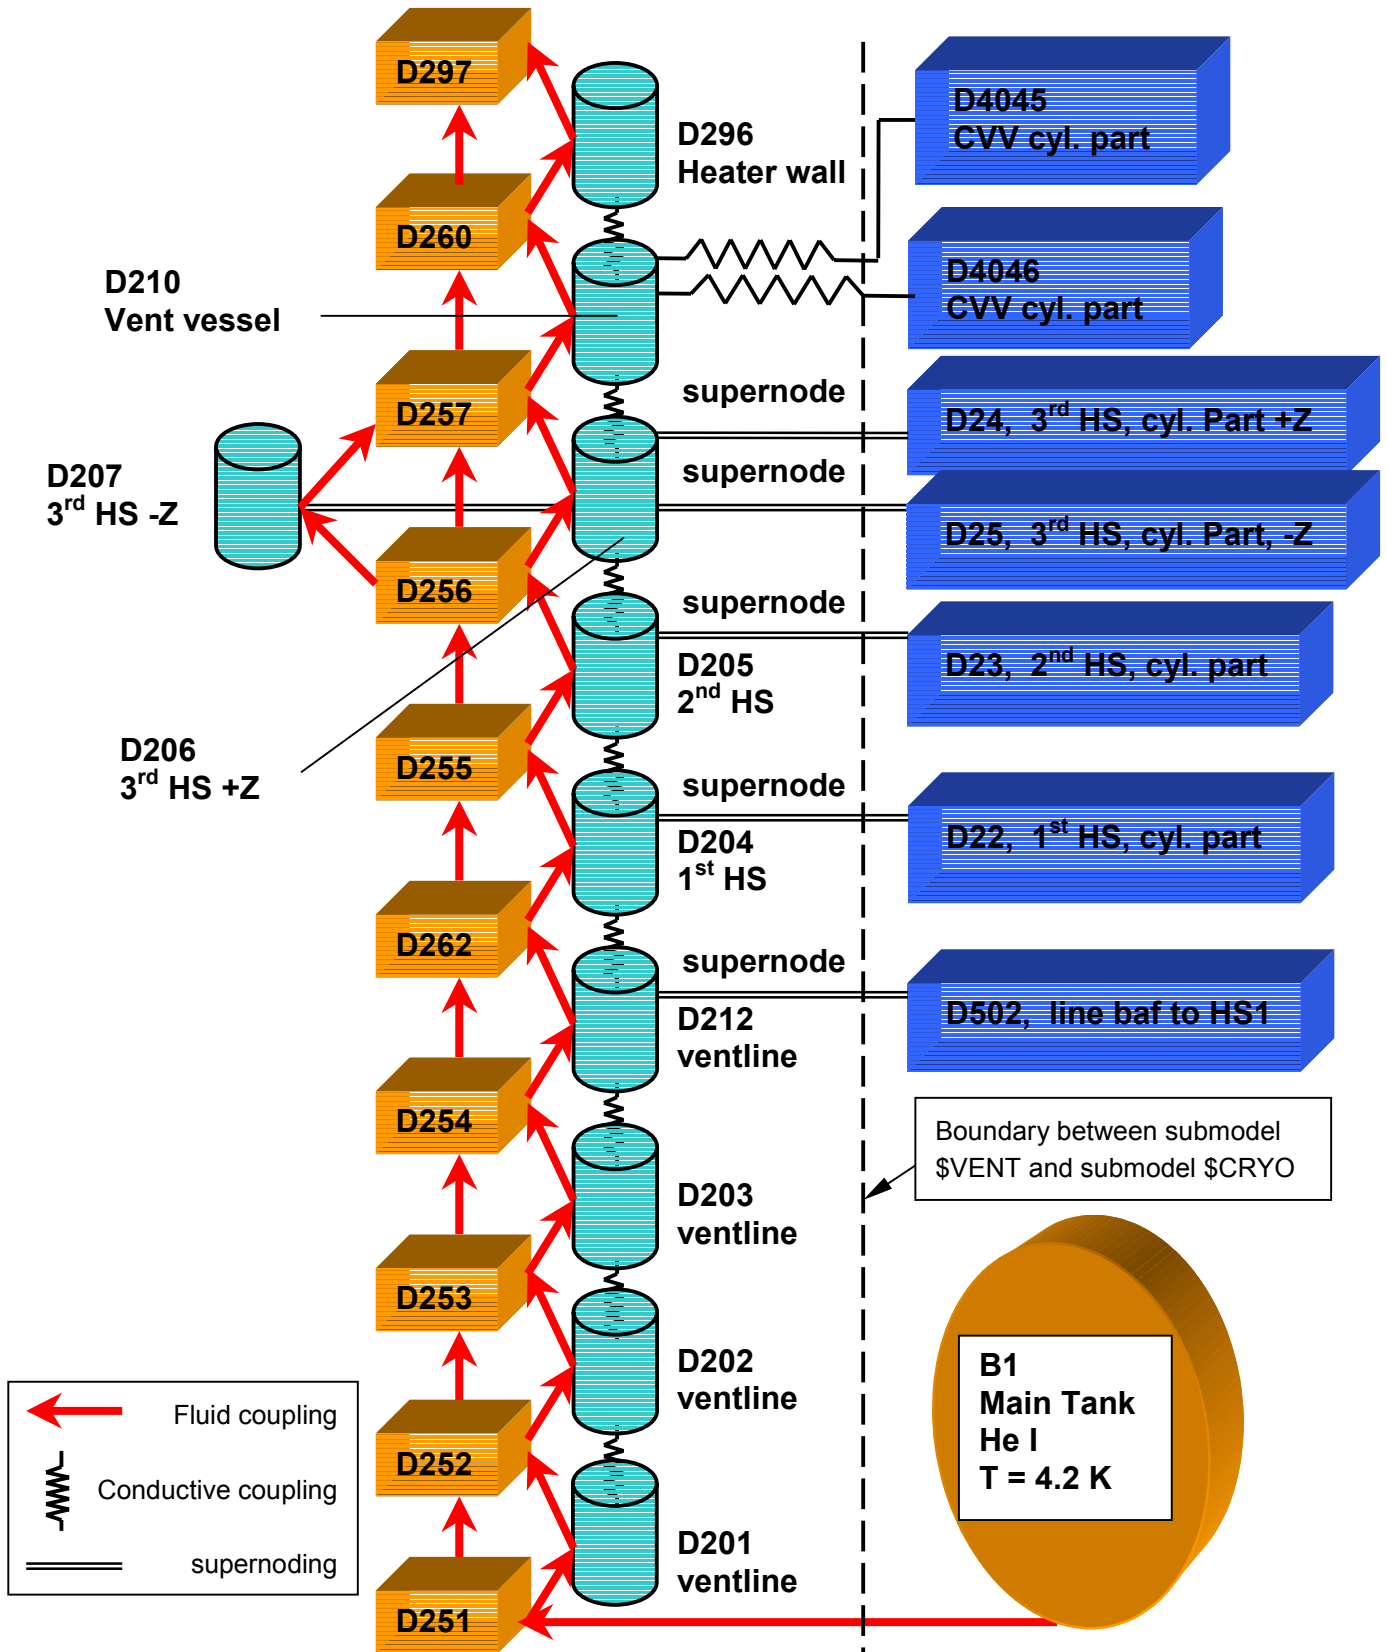 D297
D296
Heater wall
D4045
CVV cyl. part
D260
D210
Vent vessel
D4046
CVV cyl. part
D257
supernode
D24, 3rd HS, cyl. Part +Z
D207
3rd HS -Z
supernode
D25, 3rd HS, cyl. Part, -Z
D256
supernode
D205
2nd HS
D23, 2nd HS, cyl. part
D206
3rd HS +Z
D255
supernode
D204
1st HS
D22, 1st HS, cyl. part
D262
supernode
D212
ventline
D502, line baf to HS1
D254
Boundary between submodel
$VENT and submodel $CRYO
D203
ventline
D253
D202
ventline
B1
Main Tank
He I
T = 4.2 K
Fluid coupling
Conductive coupling
supernoding
D252
D201
ventline
D251